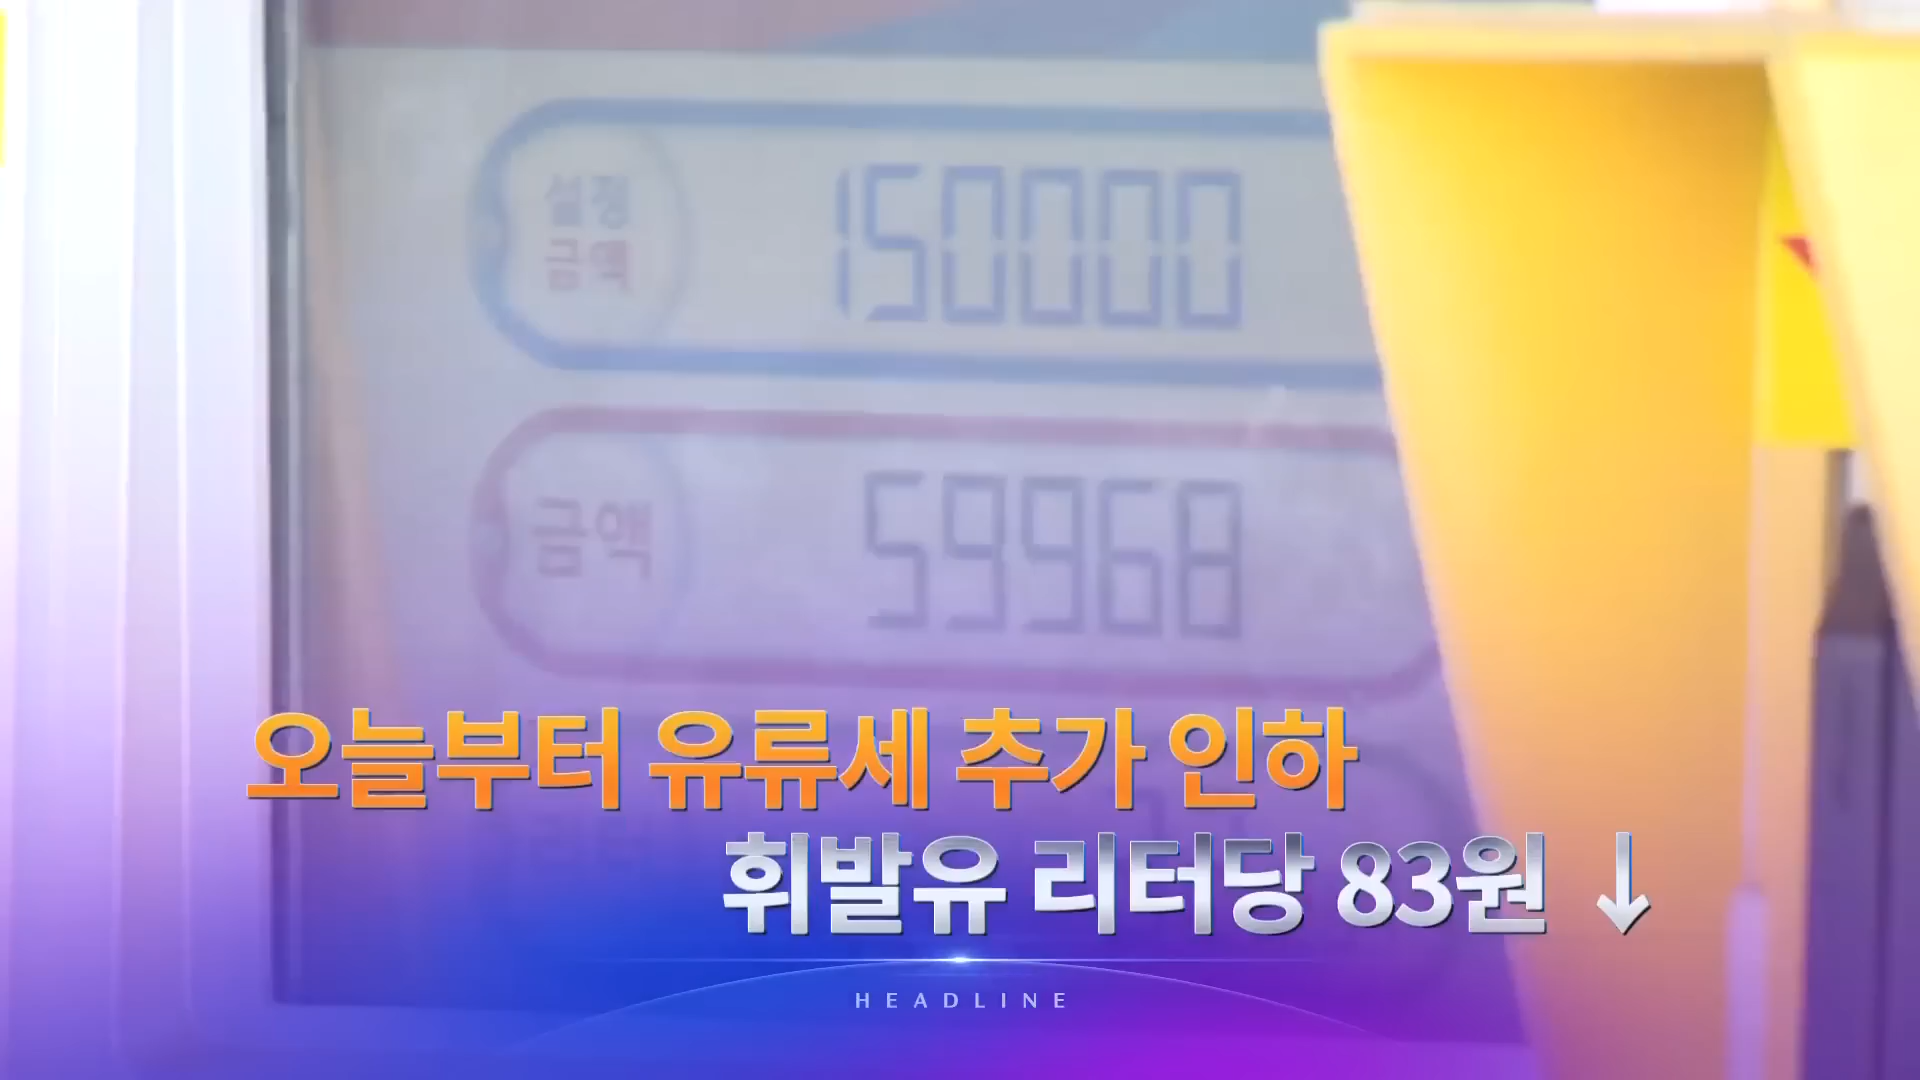 설정
금액
150000
금액
59968
오늘부터 유류세 추가 인하
휘발유 리터당 83원 ↓
HEADLINE